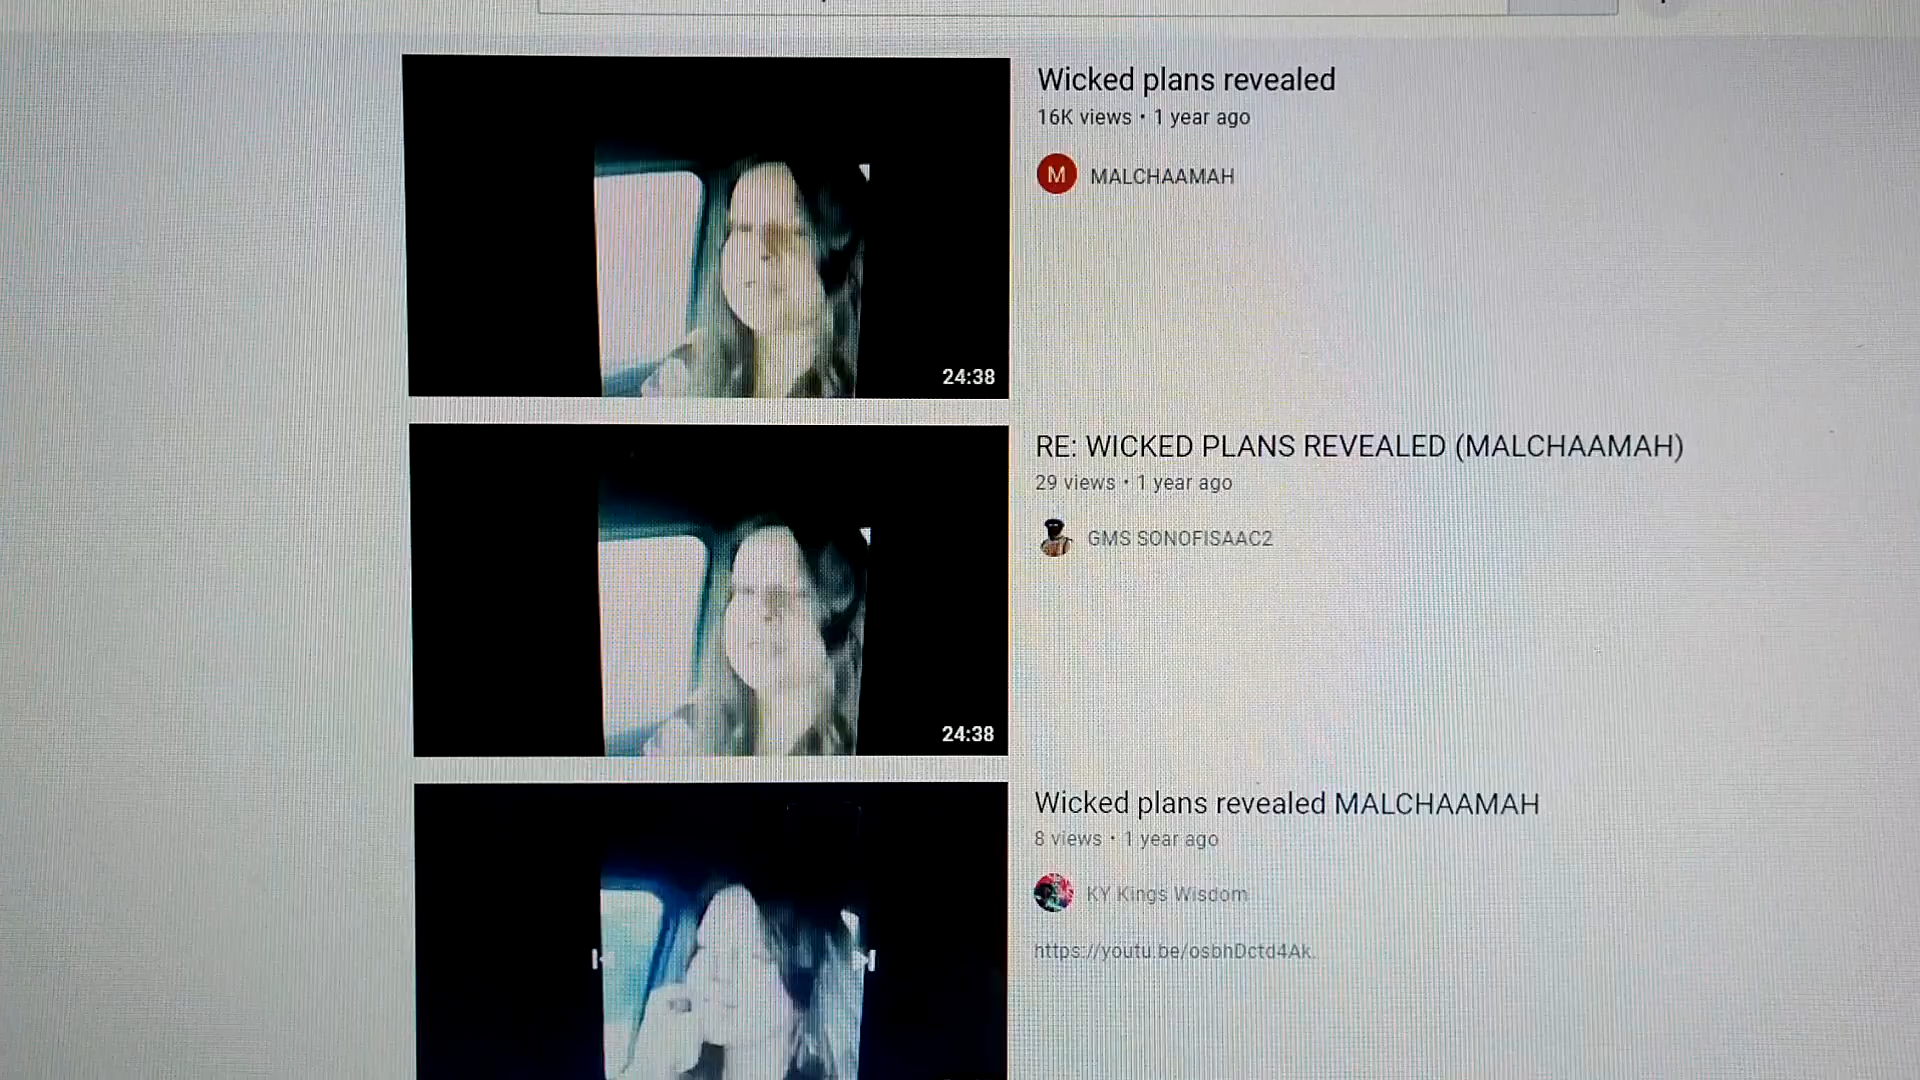 Wicked plans revealed
16K views • 1 year ago
M
MALCHAAMAH
24:38
RE: WICKED PLANS REVEALED (MALCHAAMAH)
29 views • 1 year ago
GMS SONOFISAAC2
24:38
Wicked plans revealed MALCHAAMAH
8 views • 1 year ago
KY Kings Wisdom
https://youtu.be/osbhDctd4Ak.